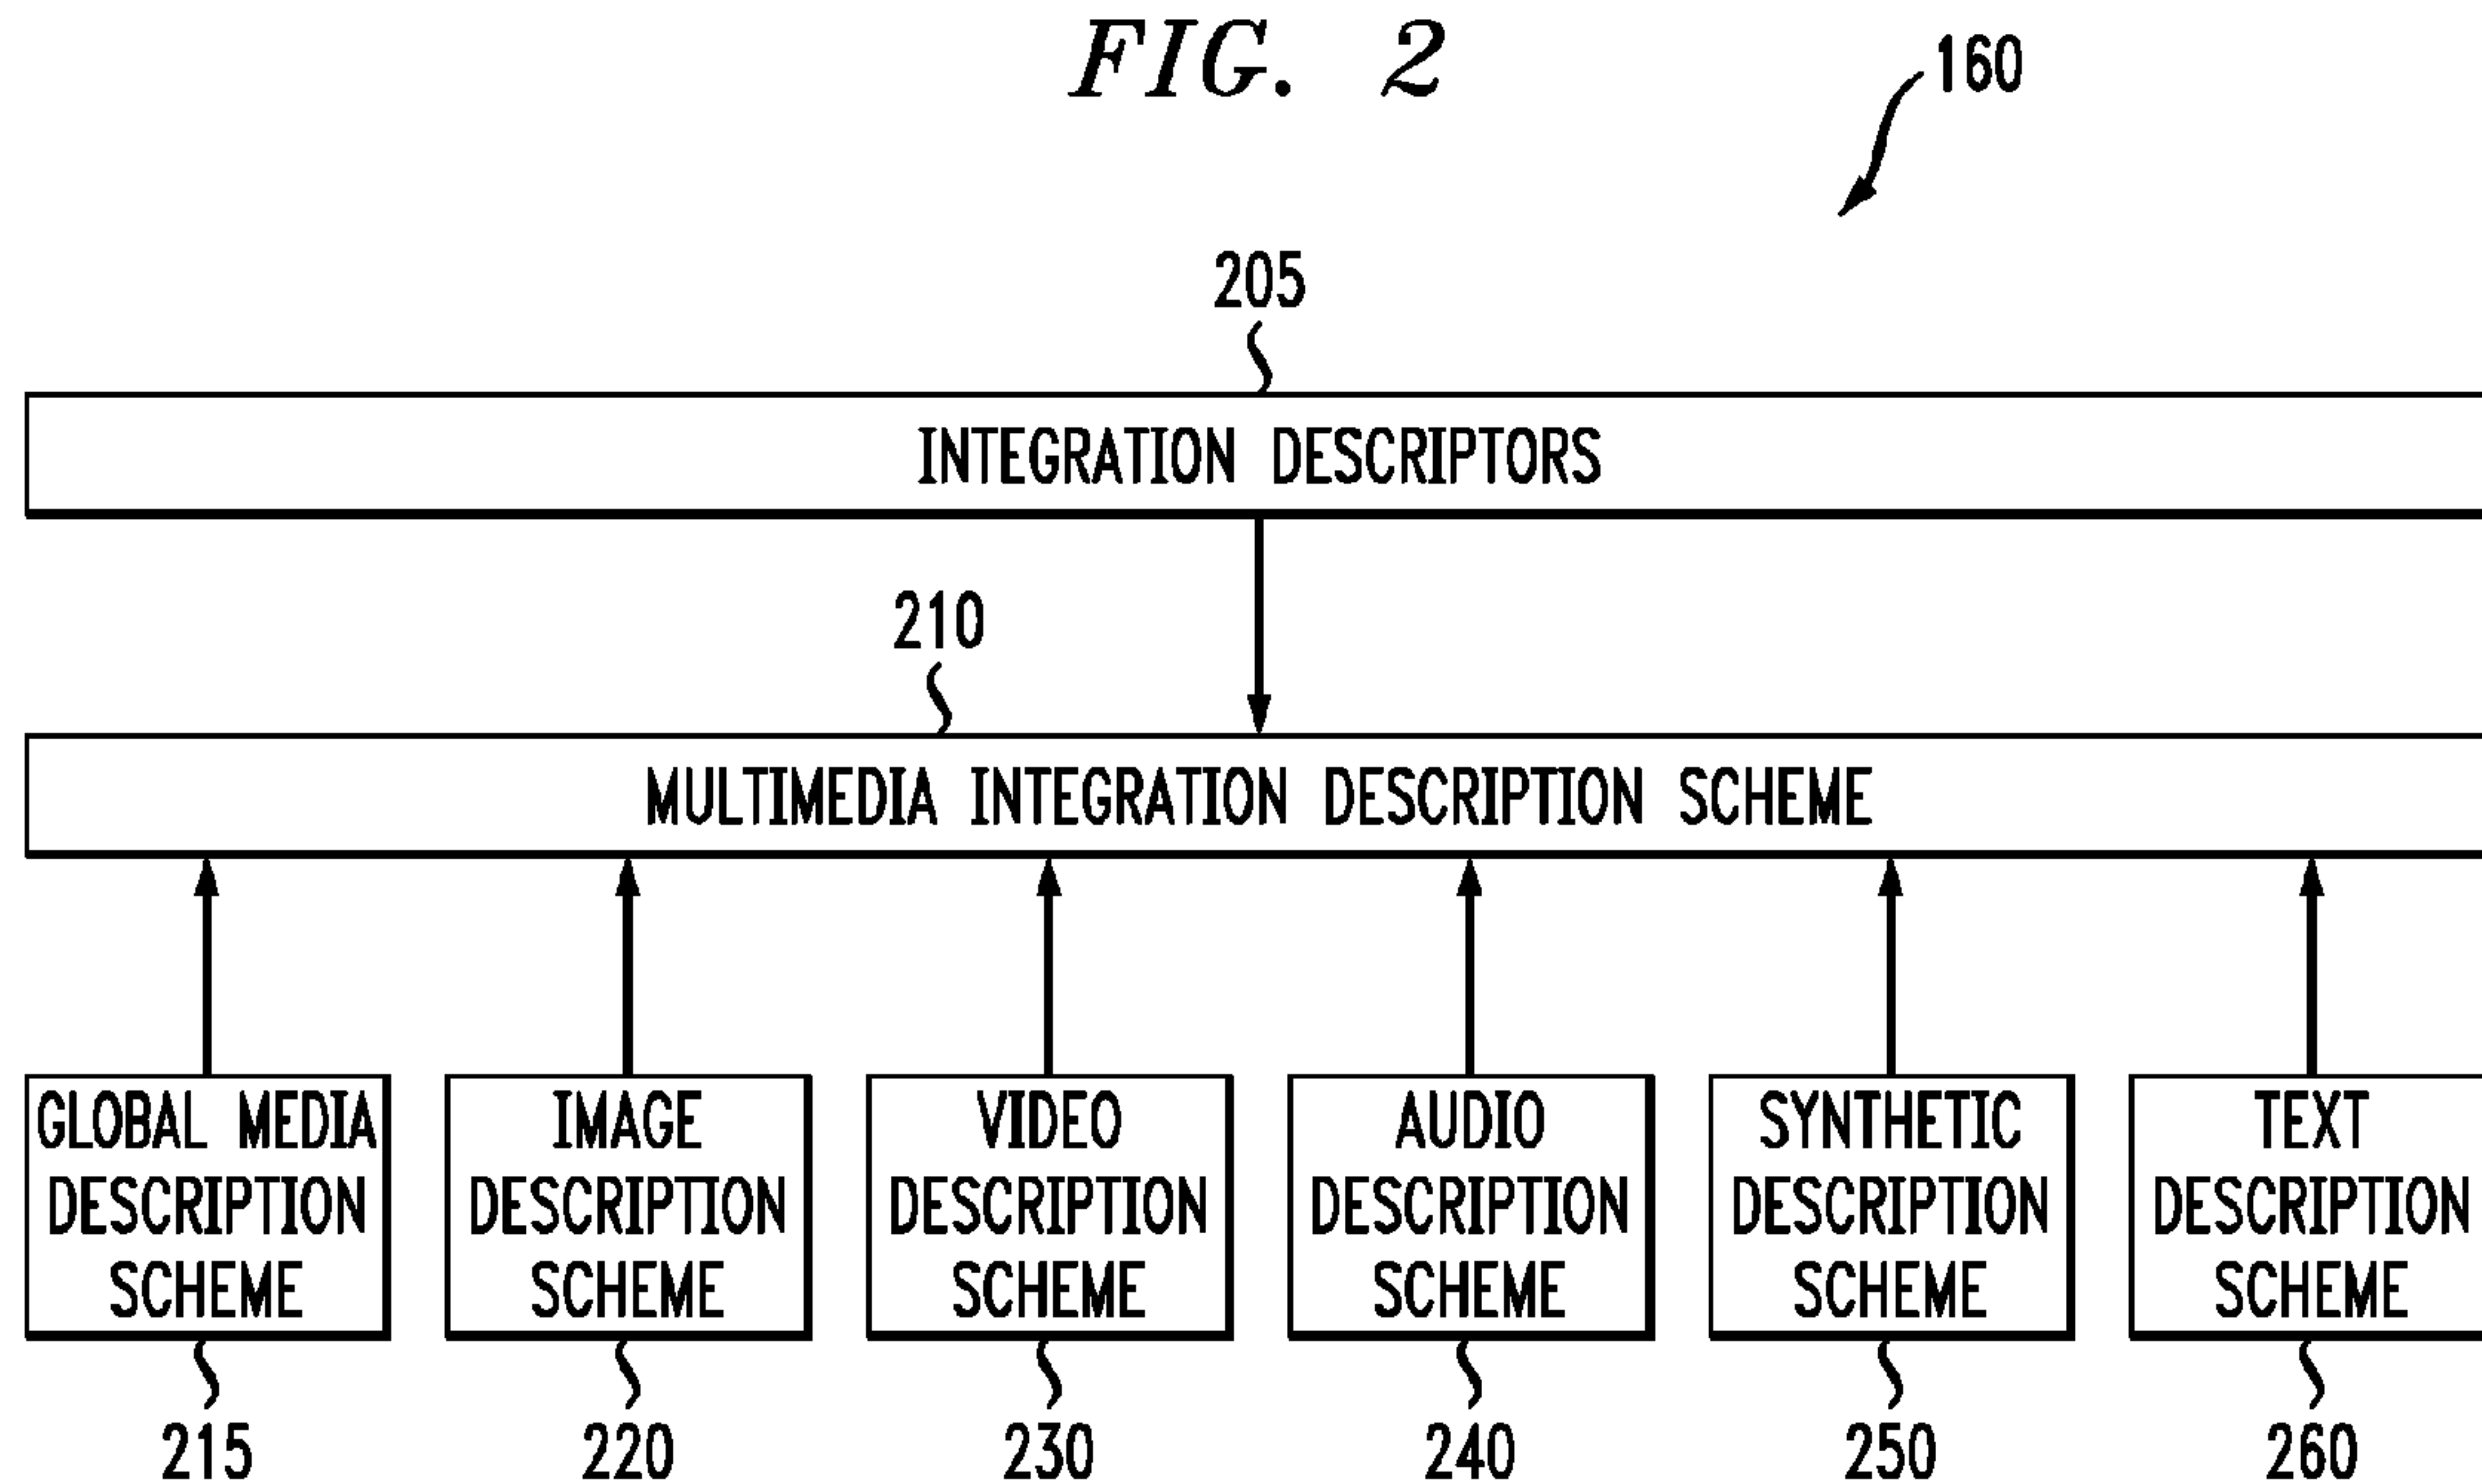 FIG. 2
160
205
INTEGRATION DESCRIPTORS
210
MULTIMEDIA INTEGRATION DESCRIPTION SCHEME
GLOBAL MEDIA
DESCRIPTION
SCHEME
IMAGE
DESCRIPTION
SCHEME
VIDEO
DESCRIPTION
SCHEME
AUDIO
DESCRIPTION
SCHEME
SYNTHETIC
DESCRIPTION
SCHEME
TEXT
DESCRIPTION
SCHEME
215
220
230
240
250
260